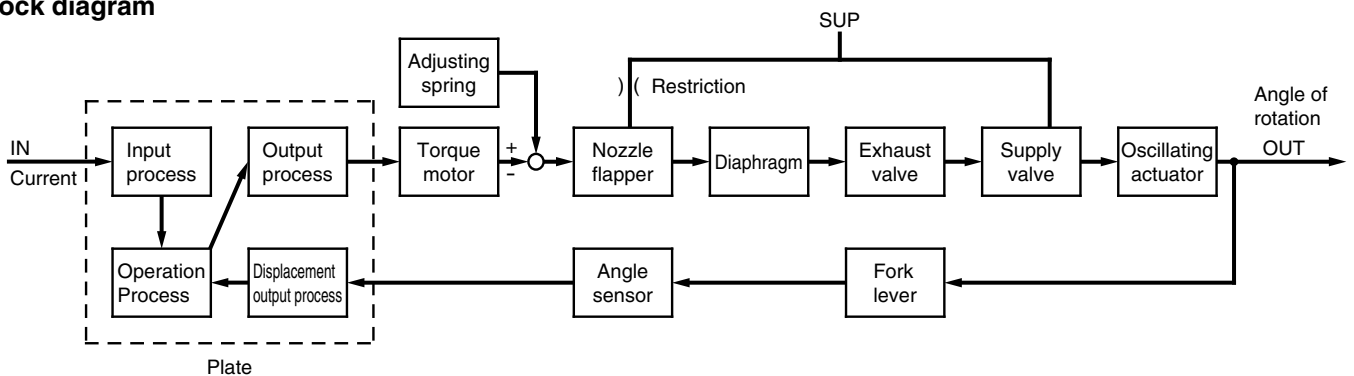 ock diagram
SUP
Adjusting
spring
) ( Restriction
Angle of
rotation
OUT
IN
Current
Input
process
Output
process
Torque
motor
+
-
Nozzle
flapper
Diaphragm
Exhaust
valve
Supply
valve
Oscillating
actuator
Operation
Process
Displacement
output process
Angle
sensor
Fork
lever
Plate